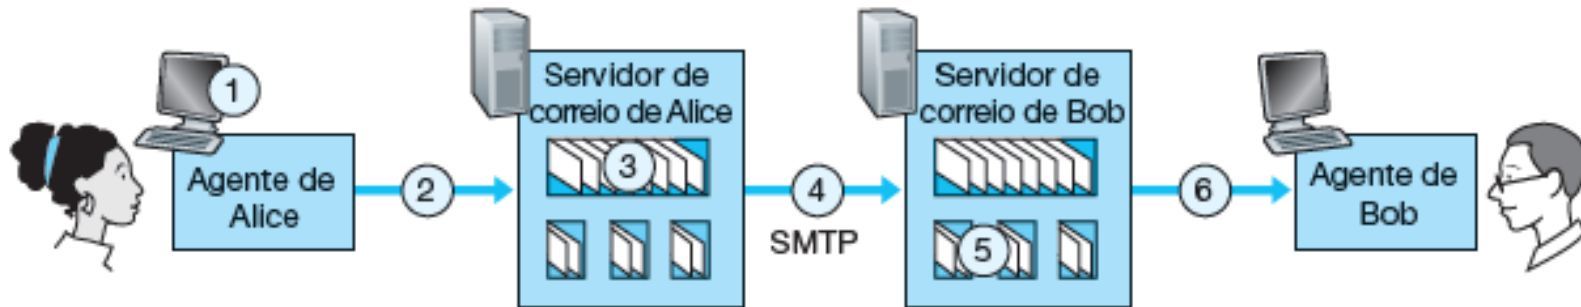 1
Agente de
Alice
2
Servidor de
correio de Alice
3
4
SMTP
Servidor de
correio de Bob
5
6
Agente de
Bob